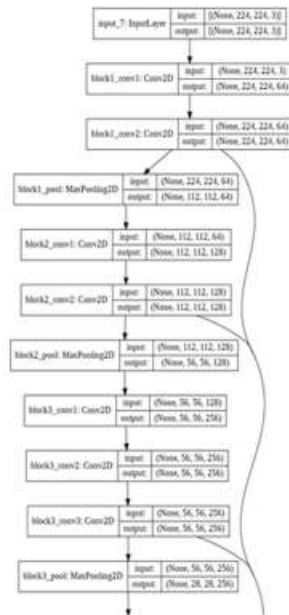 input_7: InputLayer input: [(None, 224, 224, 3)]
output: [(None, 224, 224, 3)]
block1_conv1: Conv2D input: (None, 224, 224, 3)
output: (None, 224, 224, 64)
block1_conv2: Conv2D input: (None, 224, 224, 64)
output: (None, 224, 224, 64)
block1_pool: MaxPooling2D input: (None, 224, 224, 64)
output: (None, 112, 112, 64)
block2_conv1: Conv2D input: (None, 112, 112, 64)
output: (None, 112, 112, 128)
block2_conv2: Conv2D input: (None, 112, 112, 128)
output: (None, 112, 112, 128)
block2_pool: MaxPooling2D input: (None, 112, 112, 128)
output: (None, 56, 56, 128)
block3_conv1: Conv2D input: (None, 56, 56, 128)
output: (None, 56, 56, 256)
block3_conv2: Conv2D input: (None, 56, 56, 256)
output: (None, 56, 56, 256)
block3_conv3: Conv2D input: (None, 56, 56, 256)
output: (None, 56, 56, 256)
block3_pool: MaxPooling2D input: (None, 56, 56, 256)
output: (None, 28, 28, 256)